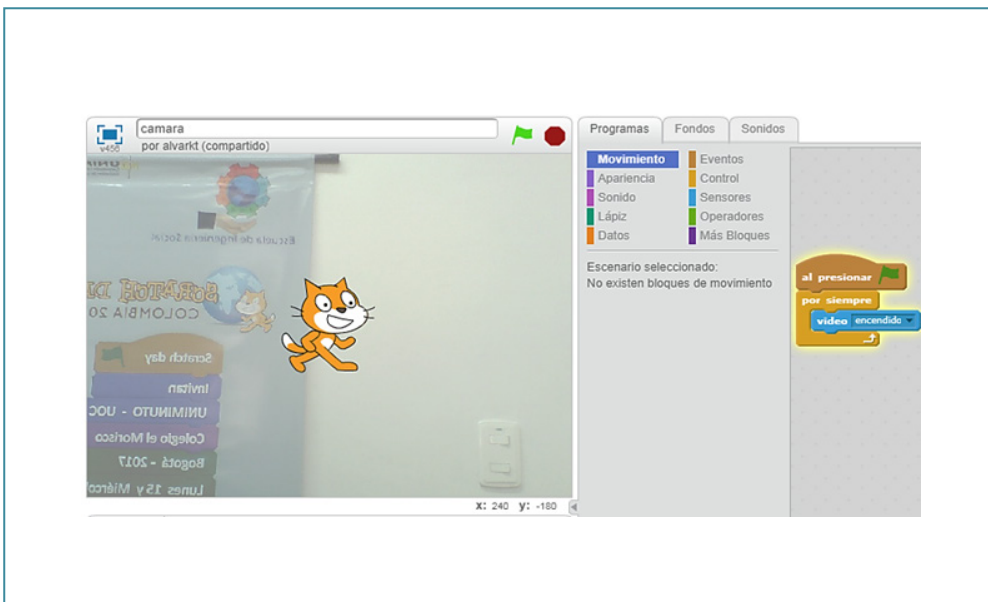 camara
v456
por alvarkt (compartido)
Escuela de Ingeniería Social
SCRATCH
COLOMBIA 20
Scratch day
Invitan
UNIMINUTO - UOC
Colegio el Morisco
Bogotá - 2017
Lunes 15 y Miércol
x: 240 y: -180
Programas
Fondos
Sonidos
Movimiento
Eventos
Apariencia
Control
Sonido
Sensores
Lápiz
Operadores
Datos
Más Bloques
Escenario seleccionado:
No existen bloques de movimiento
al presionar
por siempre
video encendido